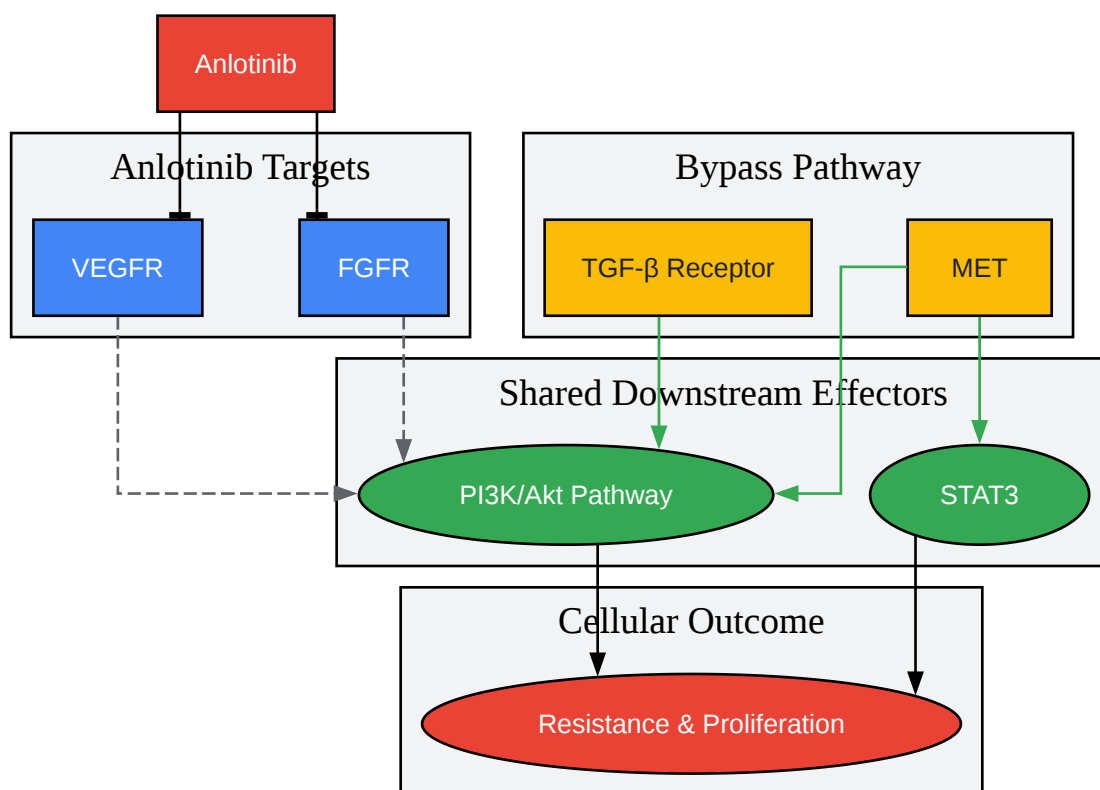 Anlotinib
Anlotinib Targets
Bypass Pathway
VEGFR
FGFR
TGF-β Receptor
MET
Shared Downstream Effectors
PI3K/Akt Pathway
STAT3
Cellular Outcome
Resistance & Proliferation